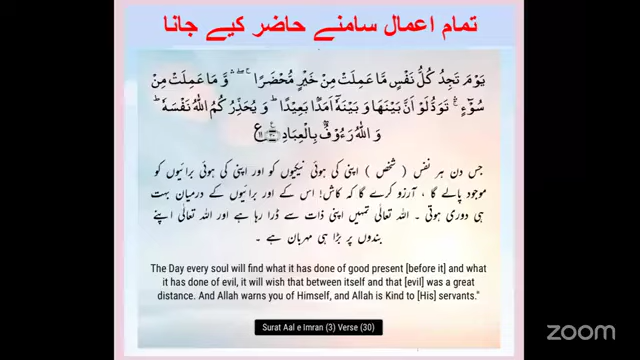 تمام اعمال سامنے حاضر کیے جانا
يَوْمَ تَجِدُ كُلُّ نَفْسٍ مَّا عَمِلَتْ مِنْ خَيْرٍ مُّحْضَرًا ۛۚ وَّ مَا عَمِلَتْ مِنْ
سُوْٓءٍ ۛۚ تَوَدُّ لَوْ اَنَّ بَيْنَهَا وَ بَيْنَهٗۤ اَمَدًۢا بَعِيْدًا ؕ وَ يُحَذِّرُكُمُ اللّٰهُ نَفْسَهٗ ؕ
وَ اللّٰهُ رَءُوْفٌۢ بِالْعِبَادِ
جس دن ہر نفس ( شخص ) اپنی کی ہوئی نیکیوں کو اور اپنی کی ہوئی برائیوں کو
موجود پالے گا ، آرزو کرے گا کہ کاش! اس کے اور برائیوں کے درمیان بہت
ہی دوری ہوتی ۔ اللہ تعالٰی تمہیں اپنی ذات سے ڈرا رہا ہے اور اللہ تعالٰی اپنے
بندوں پر بڑا ہی مہربان ہے ۔
The Day every soul will find what it has done of good present [before it] and what
it has done of evil, it will wish that between itself and that [evil] was a great
distance. And Allah warns you of Himself, and Allah is Kind to [His] servants."
Surat Aal e Imran (3) Verse (30)
zoom